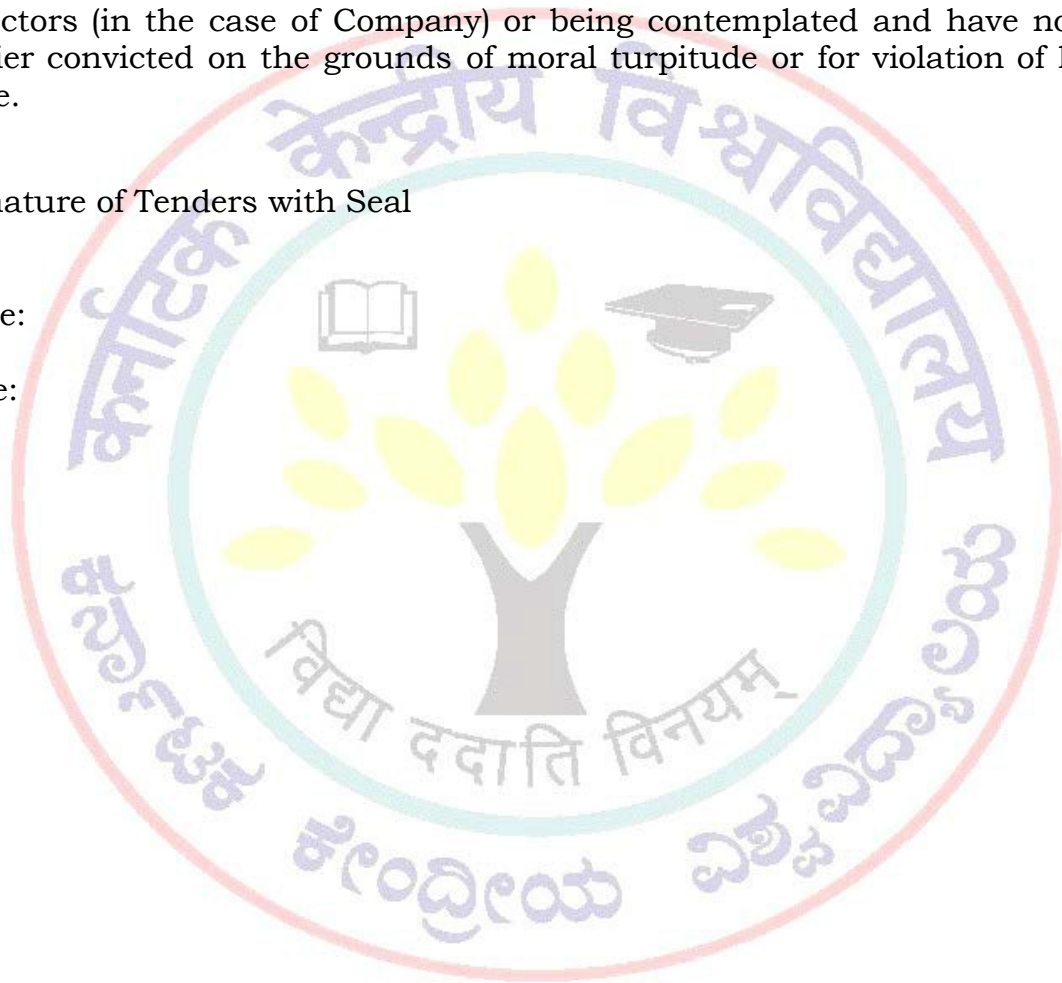 ctors (in the case of Company) or being contemplated and have no
ier convicted on the grounds of moral turpitude or for violation of l
e.
nature of Tenders with Seal
e:
e:
कर्नाटक केन्द्रीय विश्वविद्यालय
विद्या ददाति विनयम्
ಕರ್ನಾಟಕ ಕೇಂದ್ರೀಯ ವಿಶ್ವವಿದ್ಯಾಲಯ